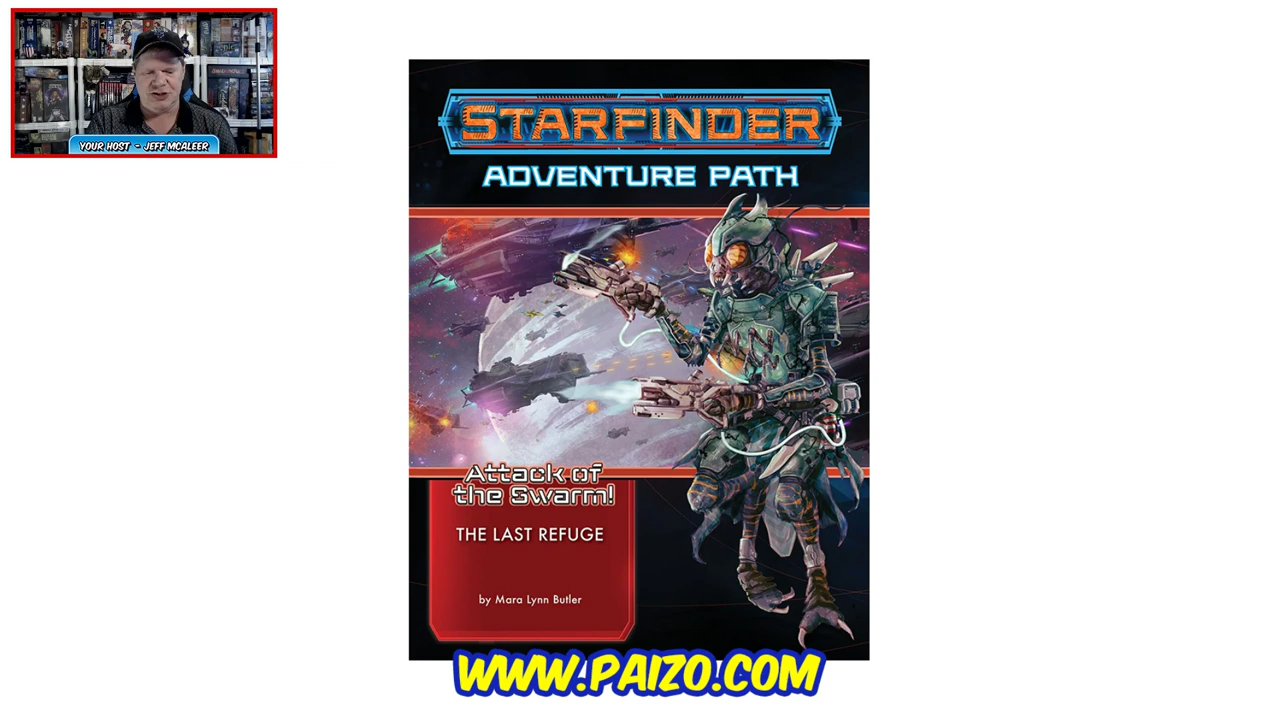 YOUR HOST - JEFF MCALEER
STARFINDER
ADVENTURE PATH
Attack of
the Swarm!
THE LAST REFUGE
by Mara Lynn Butler
WWW.PAIZO.COM